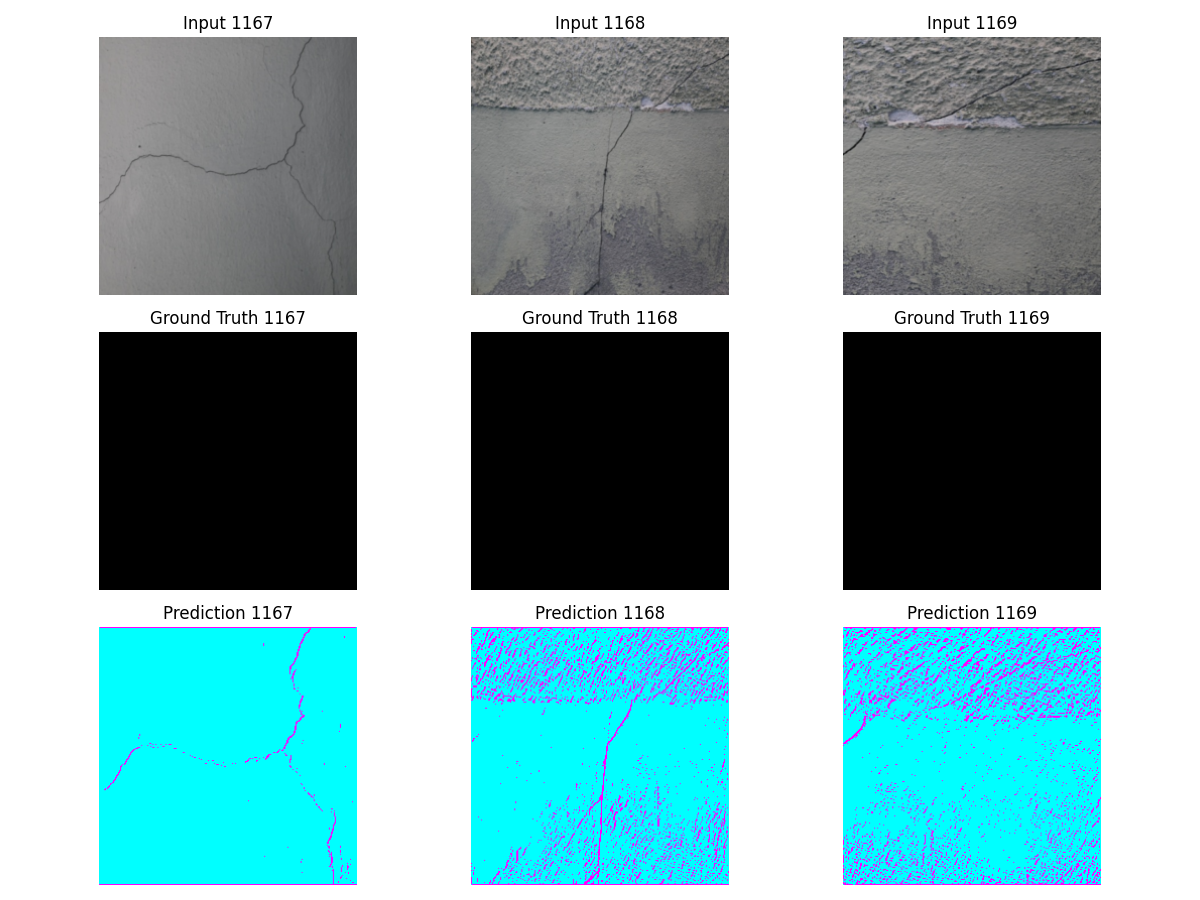 Input 1167
Input 1168
Input 1169
Ground Truth 1167
Ground Truth 1168
Ground Truth 1169
Prediction 1167
Prediction 1168
Prediction 1169